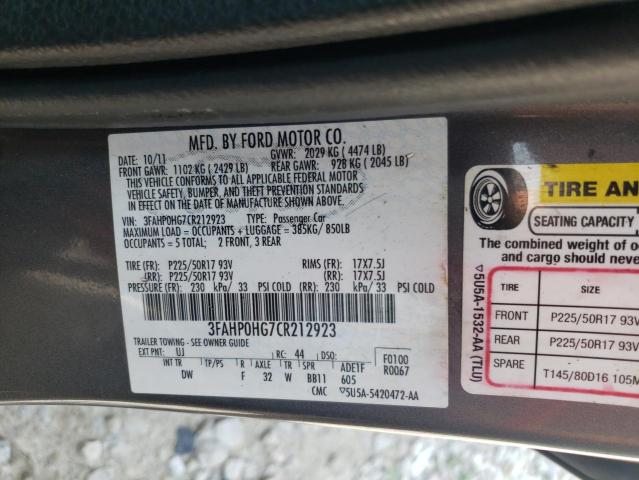 MFD. BY FORD MOTOR CO.
DATE: 10/11 GVWR: 2029 KG ( 4474 LB)
FRONT GAWR: 1102 KG ( 2429 LB) REAR GAWR: 928 KG ( 2045 LB)
THIS VEHICLE CONFORMS TO ALL APPLICABLE FEDERAL MOTOR
VEHICLE SAFETY, BUMPER, AND THEFT PREVENTION STANDARDS
IN EFFECT ON THE DATE OF MANUFACTURE SHOWN ABOVE.
VIN: 3FAHP0HG7CR212923 TYPE: Passenger Car
MAXIMUM LOAD = OCCUPANTS + LUGGAGE = 385KG/ 850LB
OCCUPANTS = 5 TOTAL; 2 FRONT, 3 REAR
TIRE (FR): P225/50R17 93V RIMS (FR): 17X7.5J
(RR): P225/50R17 93V (RR): 17X7.5J
PRESSURE (FR): 230 kPa/ 33 PSI COLD (RR): 230 kPa/ 33 PSI COLD
3FAHP0HG7CR212923
TRAILER TOWING - SEE OWNER GUIDE
EXT PNT: UJ RC: 44 DSO: F0100
R0067
INT TR TP/PS R AXLE TR SPR ADE1F
DW F 32 W BB11 605
CMC ▽5U5A-5420472-AA
TIRE AN
SEATING CAPACITY
The combined weight of o
and cargo should neve
▽5U5A-1532-AA (TLU)
TIRE SIZE
FRONT P225/50R17 93V
REAR P225/50R17 93V
SPARE T145/80D16 105M